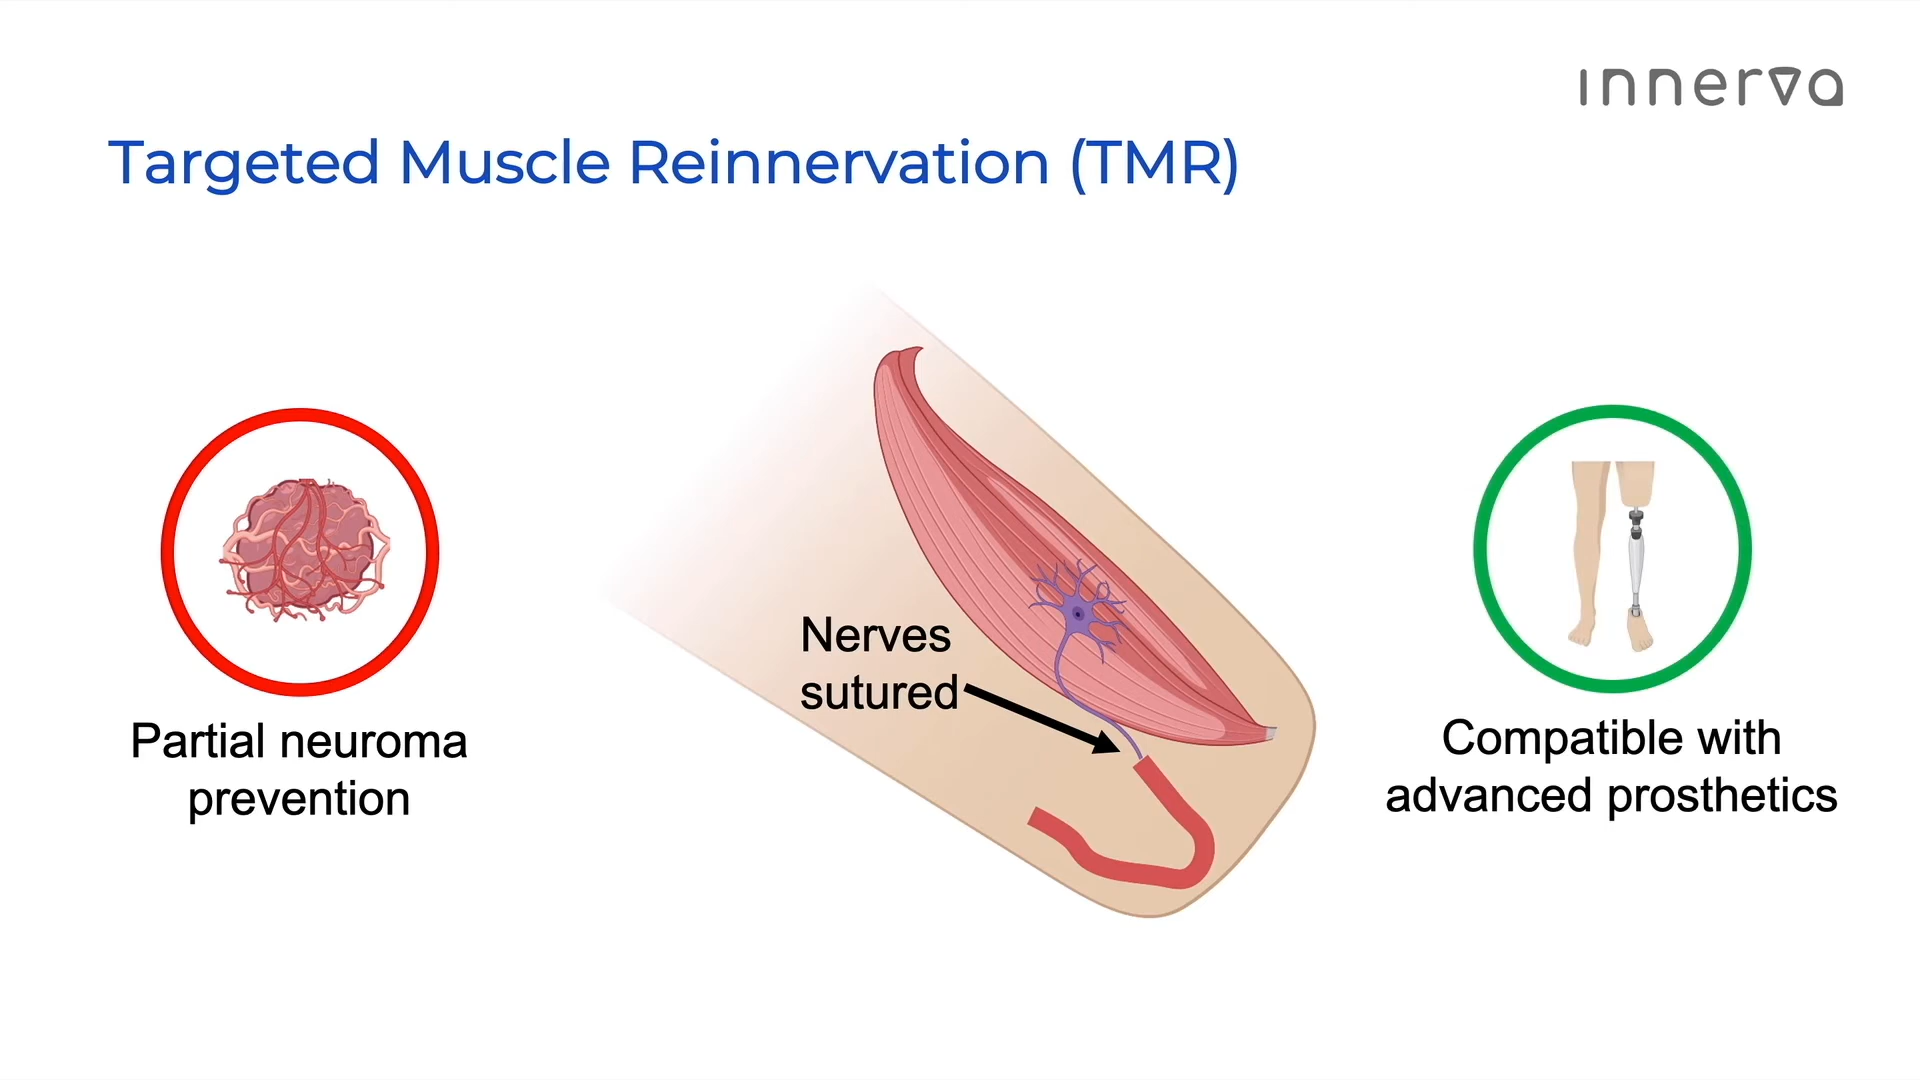 innerva
Targeted Muscle Reinnervation (TMR)
Nerves
sutured
Partial neuroma
prevention
Compatible with
advanced prosthetics